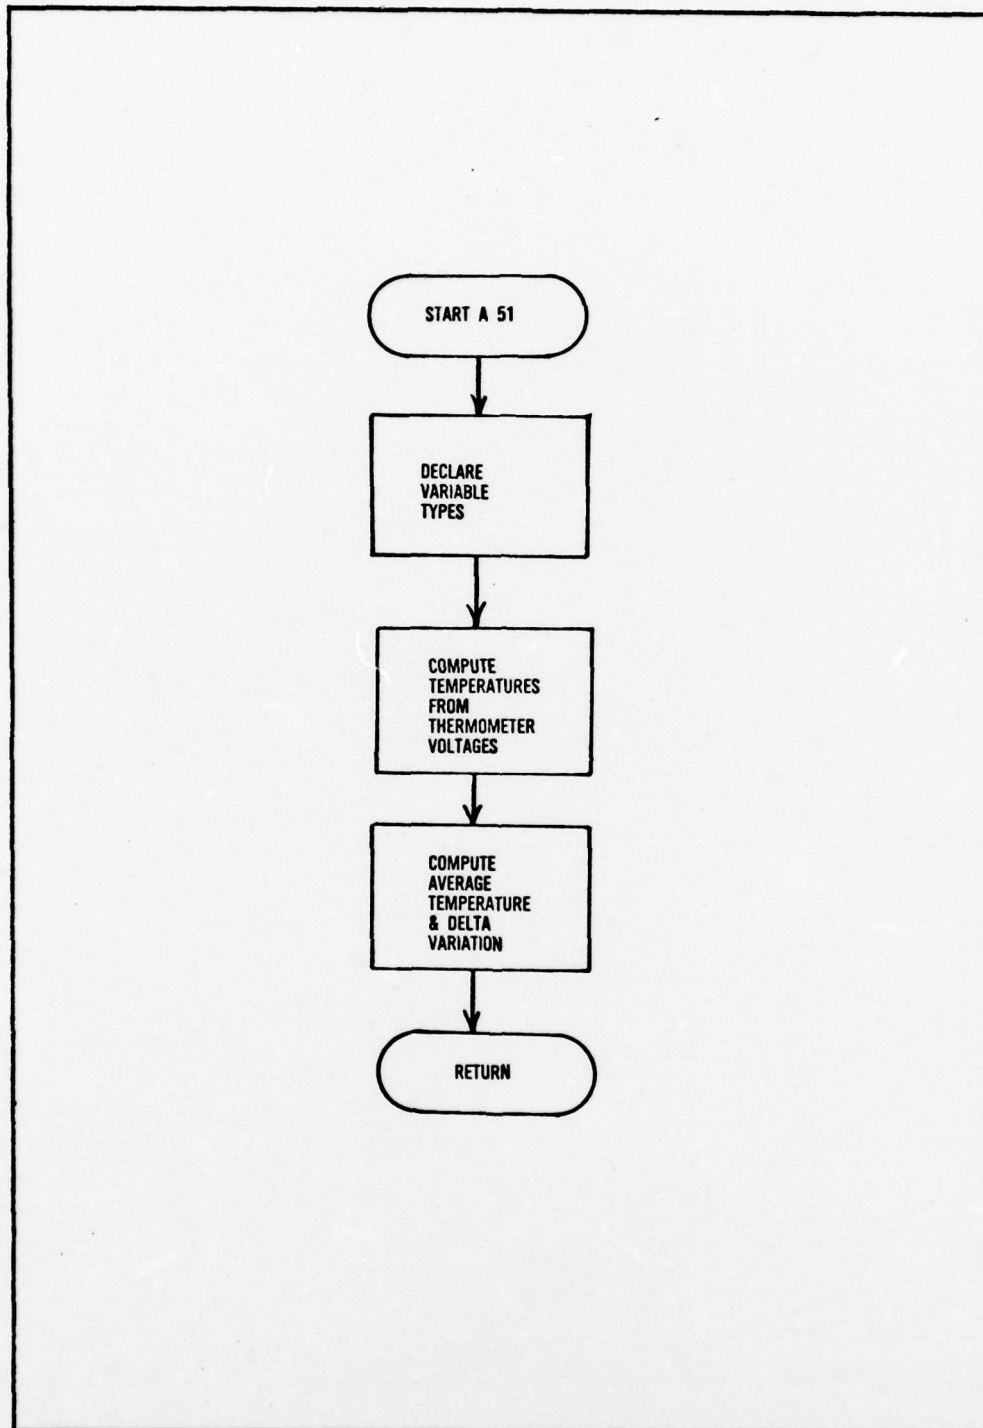 START A 51
DECLARE
VARIABLE
TYPES
COMPUTE
TEMPERATURES
FROM
THERMOMETER
VOLTAGES
COMPUTE
AVERAGE
TEMPERATURE
& DELTA
VARIATION
RETURN